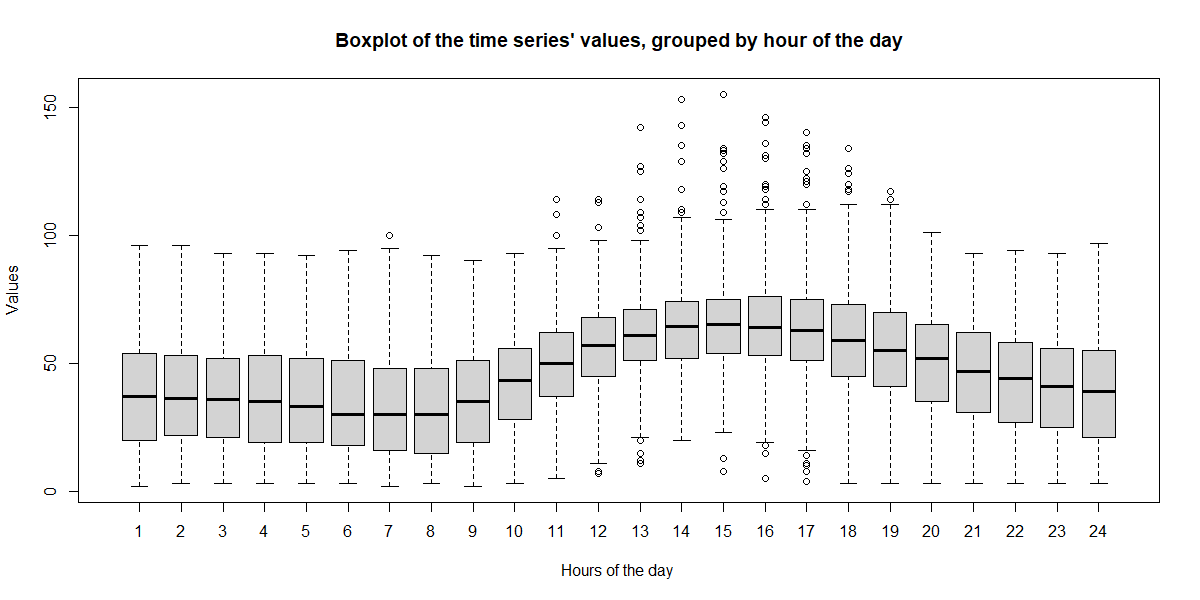 Boxplot of the time series' values, grouped by hour of the day
Values
150
100
50
0
1 2 3 4 5 6 7 8 9 10 11 12 13 14 15 16 17 18 19 20 21 22 23 24
Hours of the day